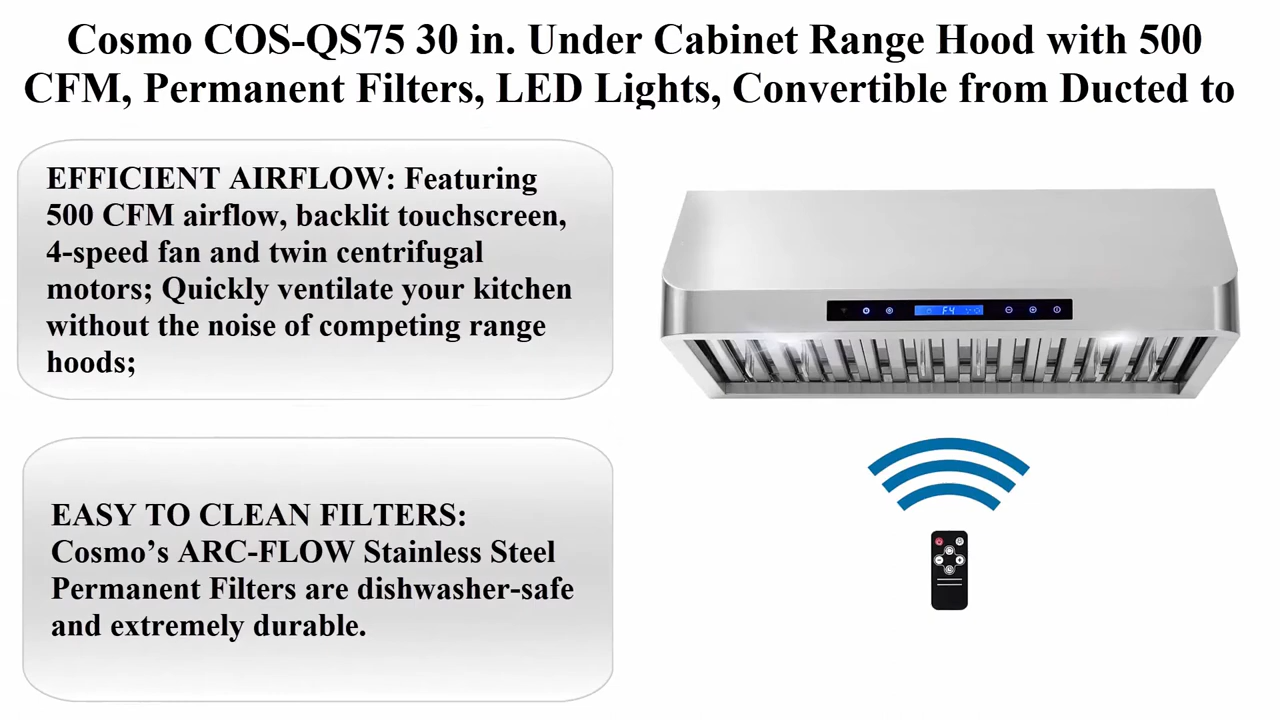 Cosmo COS-QS75 30 in. Under Cabinet Range Hood with 500
CFM, Permanent Filters, LED Lights, Convertible from Ducted to
EFFICIENT AIRFLOW: Featuring
500 CFM airflow, backlit touchscreen,
4-speed fan and twin centrifugal
motors; Quickly ventilate your kitchen
without the noise of competing range
hoods;
F4
EASY TO CLEAN FILTERS:
Cosmo’s ARC-FLOW Stainless Steel
Permanent Filters are dishwasher-safe
and extremely durable.